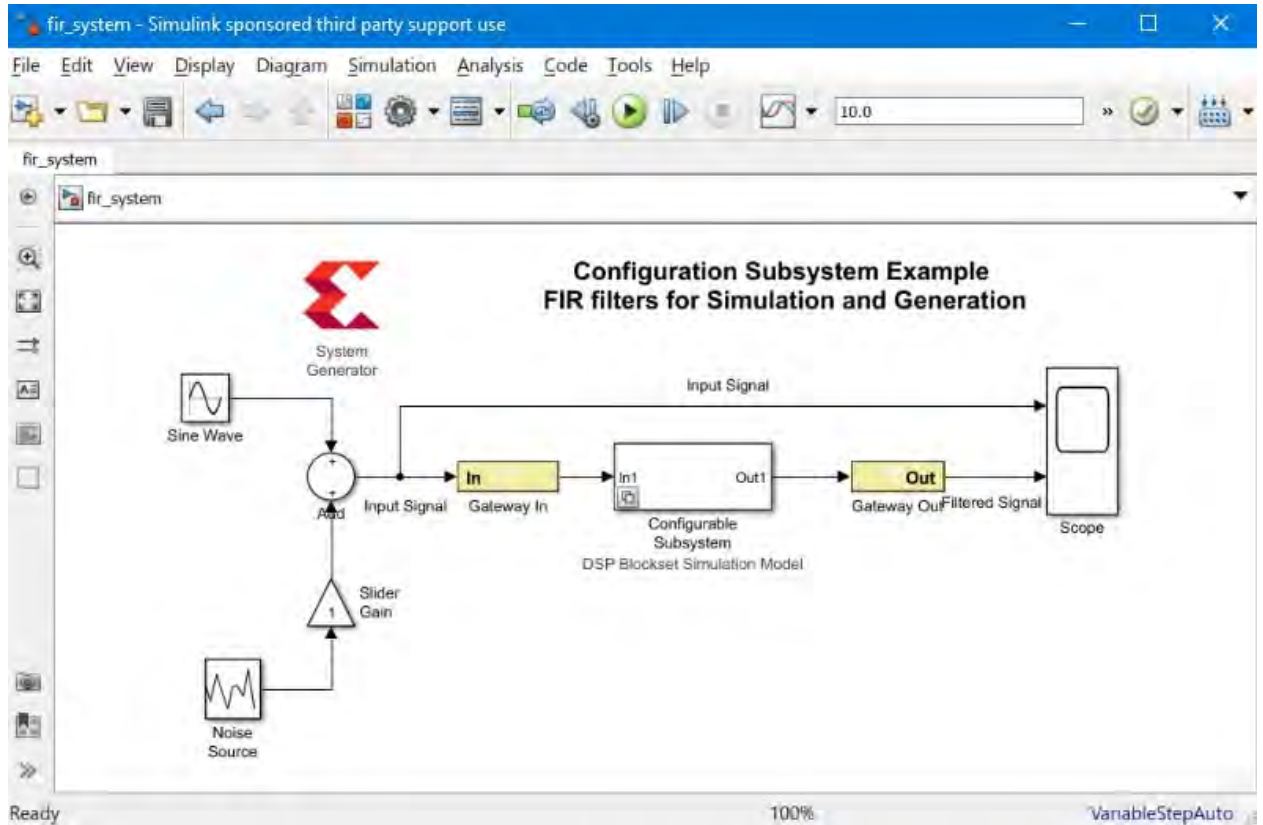 fir_system - Simulink sponsored third party support use
File Edit View Display Diagram Simulation Analysis Code Tools Help
10.0
»
fir_system
fir_system
Configuration Subsystem Example
FIR filters for Simulation and Generation
System
Generator
Input Signal
Sine Wave
In
In1
Out1
Out
Add
Input Signal
Gateway In
Gateway Out
Filtered Signal
Configurable
Subsystem
Scope
DSP Blockset Simulation Model
Slider
Gain
1
Noise
Source
Ready
100%
VariableStepAuto